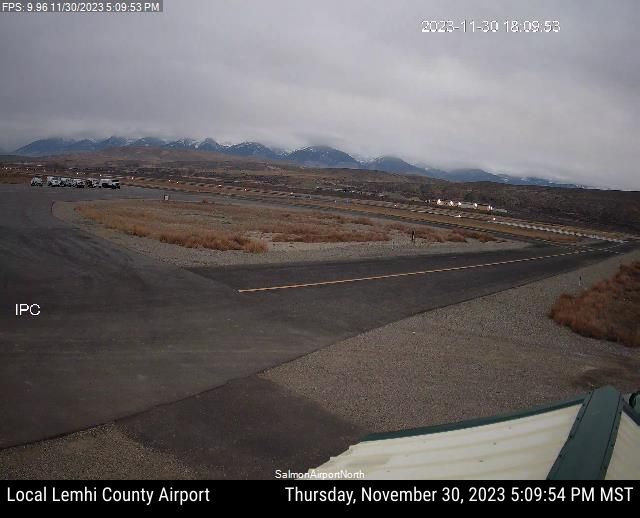 FPS: 9.96 11/30/2023 5:09:53 PM
2023-11-30 18:09:53
IPC
SalmonAirportNorth
Local Lemhi County Airport Thursday, November 30, 2023 5:09:54 PM MST